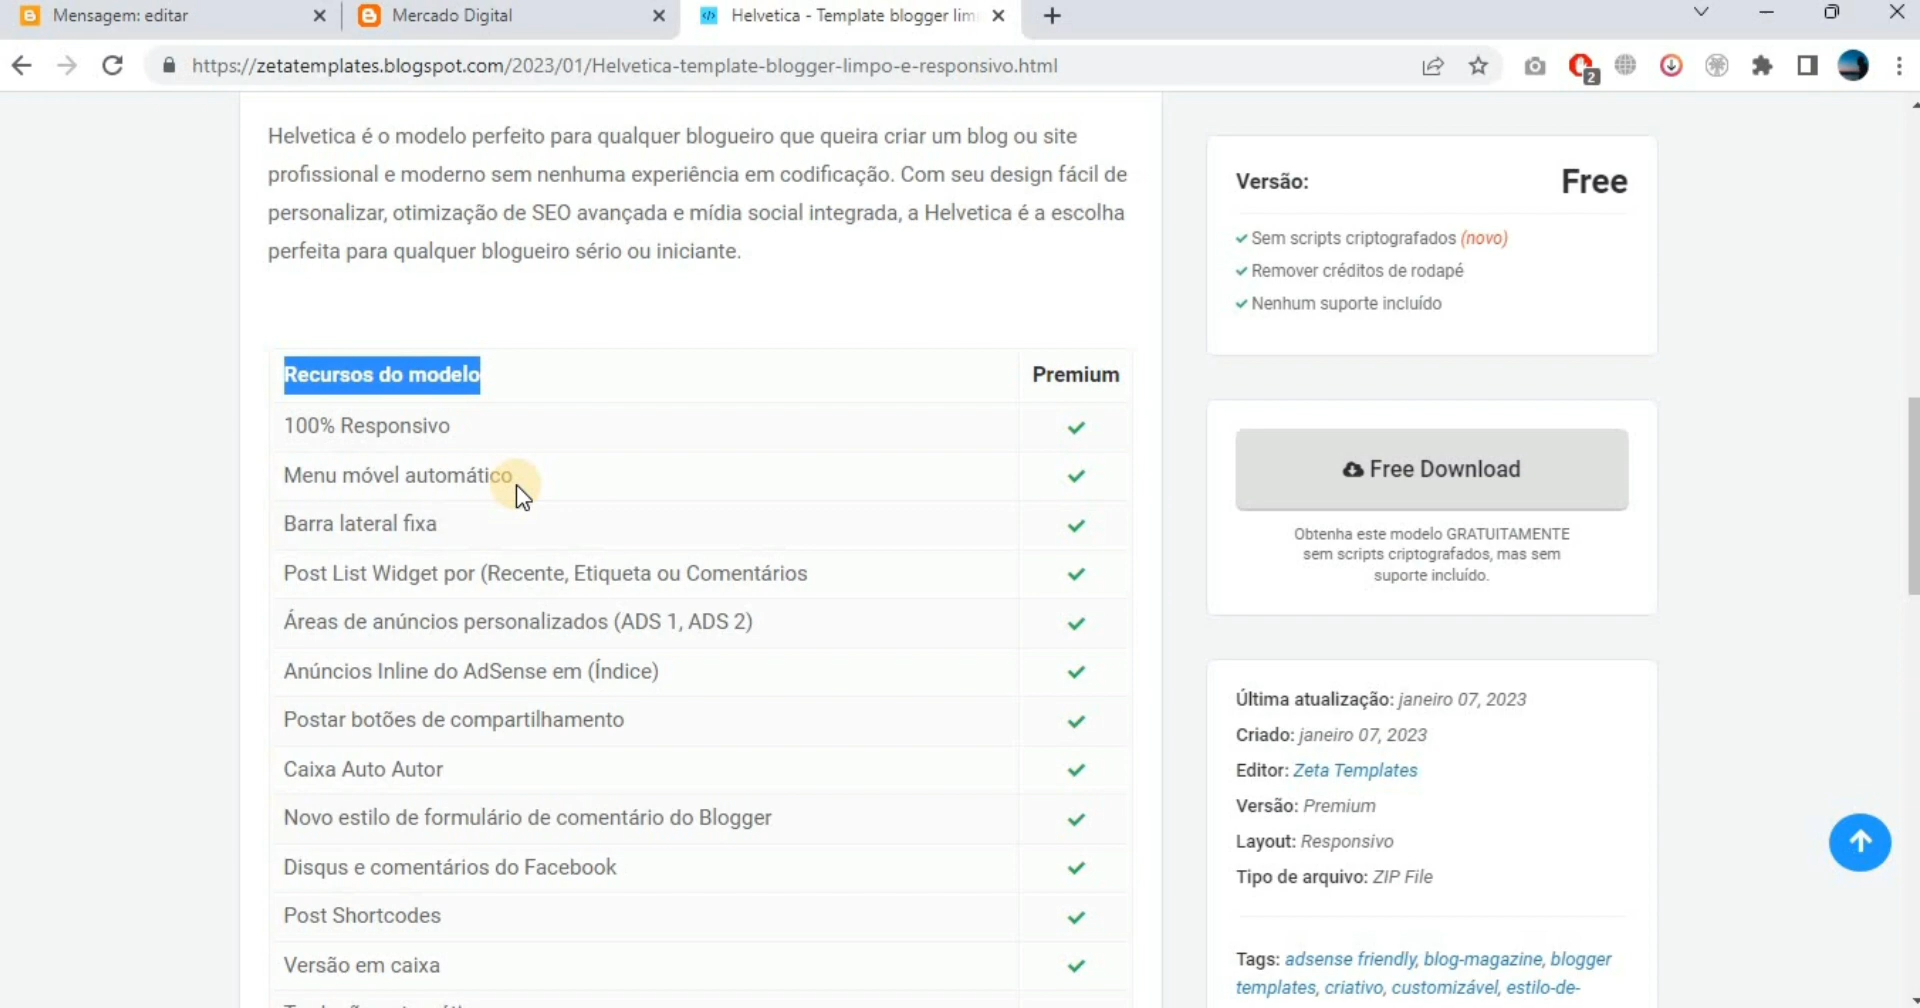 Mensagem: editar
Mercado Digital
Helvetica - Template blogger lim
https://zetatemplates.blogspot.com/2023/01/Helvetica-template-blogger-limpo-e-responsivo.html
2
Helvetica é o modelo perfeito para qualquer blogueiro que queira criar um blog ou site
profissional e moderno sem nenhuma experiência em codificação. Com seu design fácil de
personalizar, otimização de SEO avançada e mídia social integrada, a Helvetica é a escolha
perfeita para qualquer blogueiro sério ou iniciante.
Recursos do modelo Premium
100% Responsivo
Menu móvel automático
Barra lateral fixa
Post List Widget por (Recente, Etiqueta ou Comentários
Áreas de anúncios personalizados (ADS 1, ADS 2)
Anúncios Inline do AdSense em (Índice)
Postar botões de compartilhamento
Caixa Auto Autor
Novo estilo de formulário de comentário do Blogger
Disqus e comentários do Facebook
Post Shortcodes
Versão em caixa
Versão: Free
Sem scripts criptografados (novo)
Remover créditos de rodapé
Nenhum suporte incluído
Free Download
Obtenha este modelo GRATUITAMENTE
sem scripts criptografados, mas sem
suporte incluído.
Última atualização: janeiro 07, 2023
Criado: janeiro 07, 2023
Editor: Zeta Templates
Versão: Premium
Layout: Responsivo
Tipo de arquivo: ZIP File
Tags: adsense friendly, blog-magazine, blogger
templates, criativo, customizável, estilo-de-